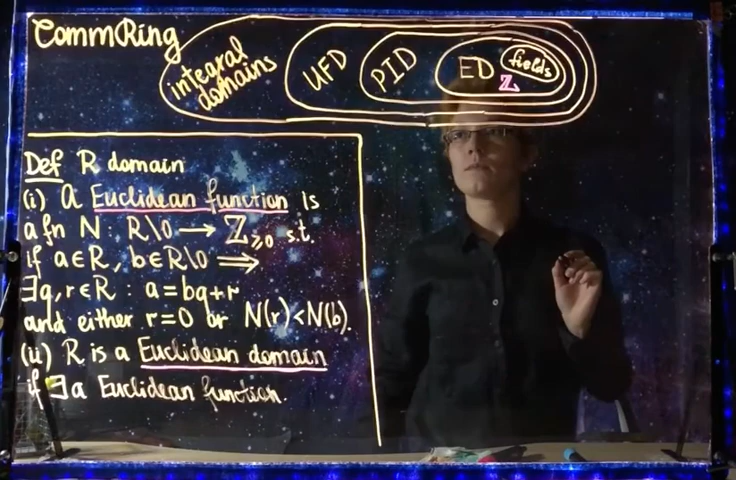 CommRing
integral domains
UFD
PID
ED
fields
ℤ
Def R domain
(i) A Euclidean function is
a fn N: R\0 → ℤ≥0 s.t.
if a∈R, b∈R\0 ⟹
∃q,r∈R : a=bq+r
and either r=0 or N(r)<N(b).
(ii) R is a Euclidean domain
if ∃ a Euclidean function.